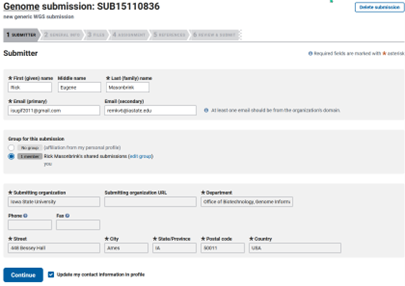 Genome submission: SUB15110836
new generic WGS submission
Delete submission
1 SUBMITTER
2 GENERAL INFO
3 FILES
4 ASSIGNMENT
5 REFERENCES
6 REVIEW & SUBMIT
Submitter
Required fields are marked with ★ asterisk
★ First (given) name
Middle name
★ Last (family) name
Rick
Eugene
Masonbrink
★ Email (primary)
Email (secondary)
remkv6@iastate.edu
At least one email should be from the organization's domain.
Group for this submission
No group (affiliation from my personal profile)
1 member Rick Masonbrink's shared submissions (edit group)
you
★ Submitting organization
Submitting organization URL
★ Department
Iowa State University
Office of Biotechnology, Genome Inform
Phone
Fax
★ Street
★ City
★ State/Province
★ Postal code
★ Country
448 Bessey Hall
Ames
IA
50011
USA
Continue
Update my contact information in profile